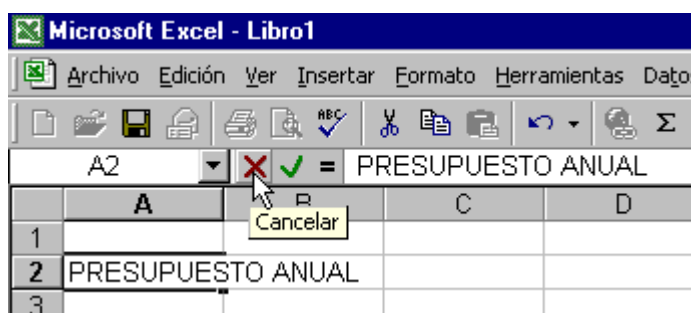 Microsoft Excel - Libro1
Archivo Edición Ver Insertar Formato Herramientas Dato
ABC Σ
A2 = PRESUPUESTO ANUAL
A B C D
Cancelar
1
2 PRESUPUESTO ANUAL
3